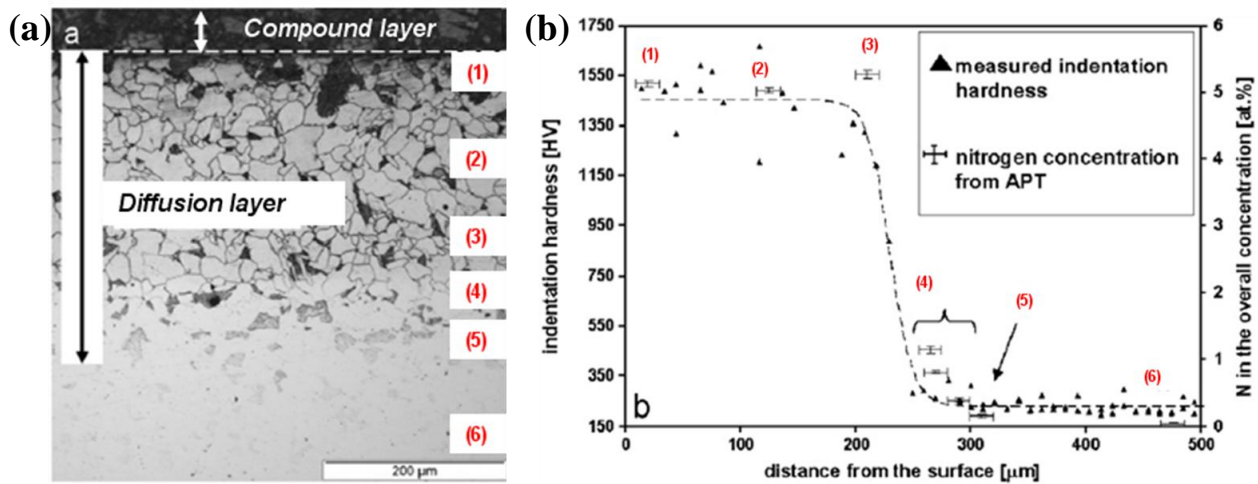 (a)
a
Compound layer
(1)
(2)
Diffusion layer
(3)
(4)
(5)
(6)
200 µm
(b)
1750
1550
1350
1150
950
750
550
350
150
indentation hardness [HV]
(1)
(2)
(3)
(4)
(5)
(6)
b
measured indentation
hardness
nitrogen concentration
from APT
6
5
4
3
2
1
0
N in the overall concentration [at.%]
0
100
200
300
400
500
distance from the surface [µm]